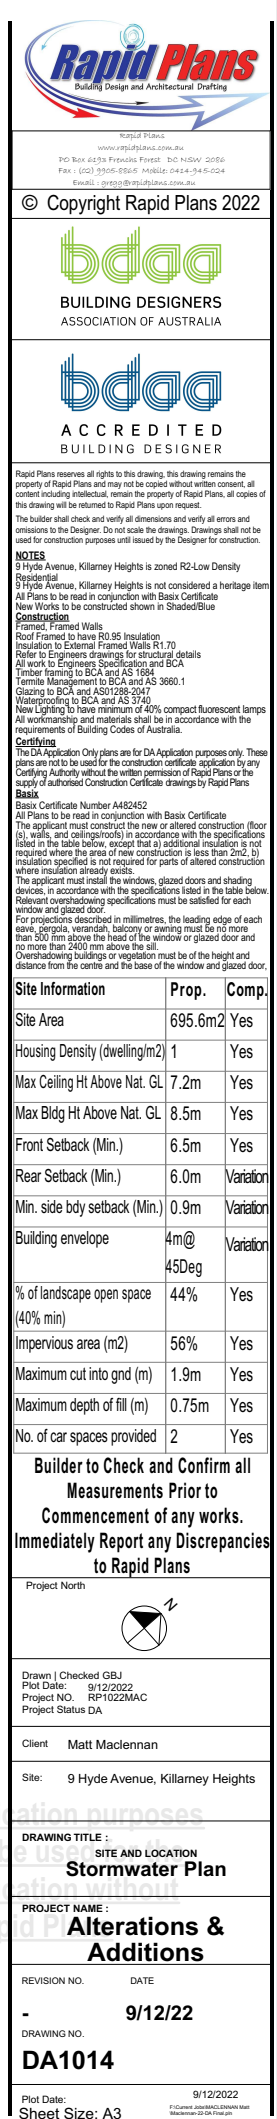 Rapid Plans
Building Design and Architectural Drafting
Rapid Plans
www.rapidplans.com.au
PO Box 6193 Frenchs Forest DC NSW 2086
Fax : (02) 9905-8865 Mobile: 0414-945-024
Email : gregg@rapidplans.com.au
© Copyright Rapid Plans 2022
bdaa
BUILDING DESIGNERS
ASSOCIATION OF AUSTRALIA
bdaa
ACCREDITED
BUILDING DESIGNER
Rapid Plans reserves all rights to this drawing, this drawing remains the
property of Rapid Plans and may not be copied without written consent, all
content including intellectual, remain the property of Rapid Plans, all copies of
this drawing will be returned to Rapid Plans upon request.
The builder shall check and verify all dimensions and verify all errors and
omissions to the Designer. Do not scale the drawings. Drawings shall not be
used for construction purposes until issued by the Designer for construction.
NOTES
9 Hyde Avenue, Killarney Heights is zoned R2-Low Density
Residential
9 Hyde Avenue, Killarney Heights is not considered a heritage item
All Plans to be read in conjunction with Basix Certificate
New Works to be constructed shown in Shaded/Blue
Construction
Framed, Framed Walls
Roof Framed to have R0.95 Insulation
Insulation to External Framed Walls R1.70
Refer to Engineers drawings for structural details
All work to Engineers Specification and BCA
Timber framing to BCA and AS 1684
Termite Management to BCA and AS 3660.1
Glazing to BCA and AS01288-2047
Waterproofing to BCA and AS 3740
New Lighting to have minimum of 40% compact fluorescent lamps
All workmanship and materials shall be in accordance with the
requirements of Building Codes of Australia.
Certifying
The DA Application Only plans are for DA Application purposes only. These
plans are not to be used for the construction certificate application by any
Certifying Authority without the written permission of Rapid Plans or the
supply of authorised Construction Certificate drawings by Rapid Plans
Basix
Basix Certificate Number A482452
All Plans to be read in conjunction with Basix Certificate
The applicant must construct the new or altered construction (floor
(s), walls, and ceilings/roofs) in accordance with the specifications
listed in the table below, except that a) additional insulation is not
required where the area of new construction is less than 2m2, b)
insulation specified is not required for parts of altered construction
where insulation already exists.
The applicant must install the windows, glazed doors and shading
devices, in accordance with the specifications listed in the table below.
Relevant overshadowing specifications must be satisfied for each
window and glazed door.
For projections described in millimetres, the leading edge of each
eave, pergola, verandah, balcony or awning must be no more
than 500 mm above the head of the window or glazed door and
no more than 2400 mm above the sill.
Overshadowing buildings or vegetation must be of the height and
distance from the centre and the base of the window and glazed door,
Site Information Prop. Comp.
Site Area 695.6m2 Yes
Housing Density (dwelling/m2) 1 Yes
Max Ceiling Ht Above Nat. GL 7.2m Yes
Max Bldg Ht Above Nat. GL 8.5m Yes
Front Setback (Min.) 6.5m Yes
Rear Setback (Min.) 6.0m Variation
Min. side bdy setback (Min.) 0.9m Variation
Building envelope 4m@ Variation
45Deg
% of landscape open space 44% Yes
(40% min)
Impervious area (m2) 56% Yes
Maximum cut into gnd (m) 1.9m Yes
Maximum depth of fill (m) 0.75m Yes
No. of car spaces provided 2 Yes
Builder to Check and Confirm all
Measurements Prior to
Commencement of any works.
Immediately Report any Discrepancies
to Rapid Plans
Project North
N
Drawn | Checked GBJ
Plot Date: 9/12/2022
Project NO. RP1022MAC
Project Status DA
Client Matt Maclennan
Site: 9 Hyde Avenue, Killarney Heights
cation purposes
DRAWING TITLE :
be used for the
SITE AND LOCATION
Stormwater Plan
cation without
PROJECT NAME :
Alterations &
Additions
REVISION NO. DATE
- 9/12/22
DRAWING NO.
DA1014
Plot Date: 9/12/2022
Sheet Size: A3
F:\Current Jobs\MACLENNAN Matt
\Maclennan-22-DA Final.pln